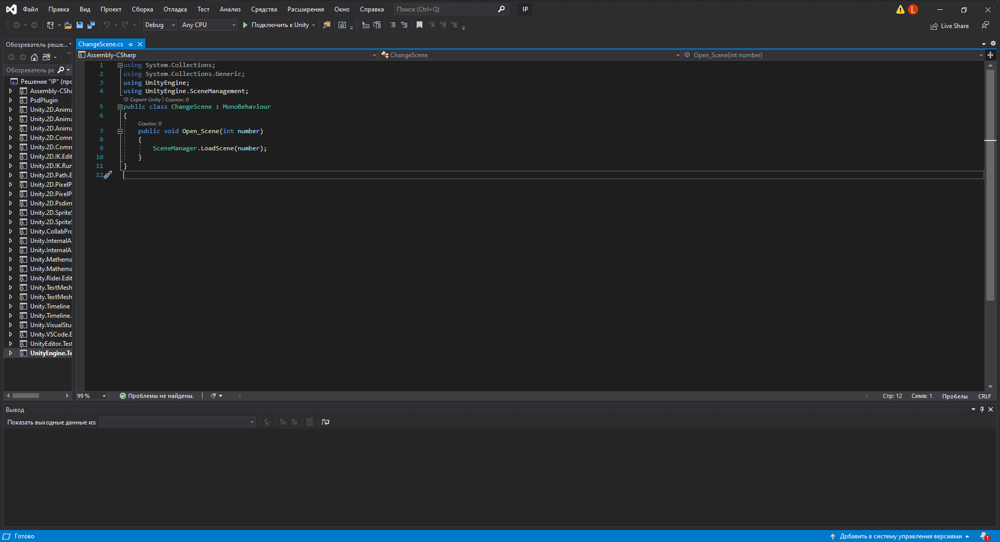 Файл Правка Вид Проект Сборка Отладка Тест Анализ Средства Расширения Окно Справка Поиск (Ctrl+Q) IP L
Debug Any CPU Подключить к Unity Live Share
Обозреватель реше...
ChangeScene.cs
Assembly-CSharp ChangeScene Open_Scene(int number)
Обозреватель ре
Решение "IP" (про
Assembly-CSha
PsdPlugin
Unity.2D.Anima
Unity.2D.Anima
Unity.2D.Anima
Unity.2D.Comn
Unity.2D.Comn
Unity.2D.IK.Edit
Unity.2D.IK.Rur
Unity.2D.Path.E
Unity.2D.PixelP
Unity.2D.PixelP
Unity.2D.Psdim
Unity.2D.Sprite
Unity.2D.Sprite
Unity.CollabPro
Unity.InternalA
Unity.InternalA
Unity.Mathema
Unity.Mathema
Unity.Rider.Edit
Unity.TextMesh
Unity.TextMesh
Unity.Timeline
Unity.Timeline.
Unity.VisualStu
Unity.VSCode.E
UnityEditor.Test
UnityEngine.Te
1 using System.Collections;
2 using System.Collections.Generic;
3 using UnityEngine;
4 using UnityEngine.SceneManagement;
Скрипт Unity | Ссылок: 0
5 public class ChangeScene : MonoBehaviour
6 {
Ссылок: 0
7 public void Open_Scene(int number)
8 {
9 SceneManager.LoadScene(number);
10 }
11 }
12
99 % Проблемы не найдены. Стр: 12 Симв: 1 Пробелы CRLF
Вывод
Показать выходные данные из:
Готово Добавить в систему управления версиями 1